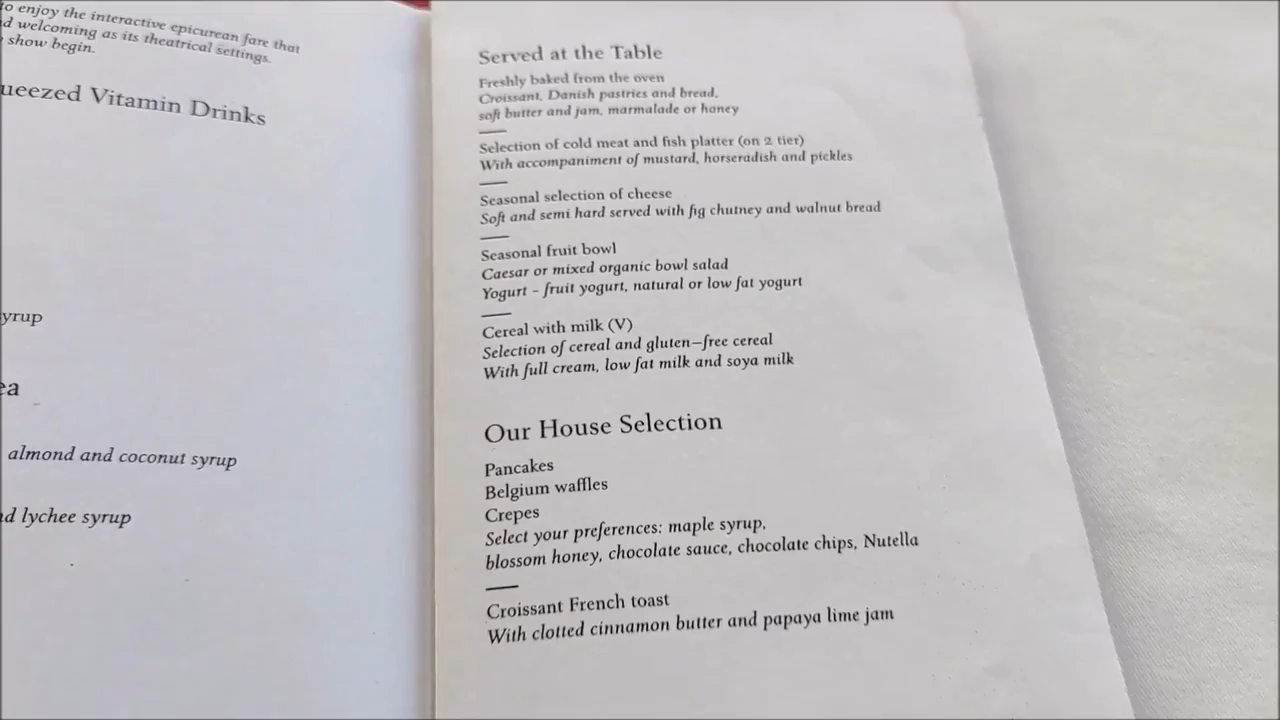 to enjoy the interactive epicurean fare that
welcoming as its theatrical settings.
show begin.
Vitamin Drinks
almond and coconut syrup
lychee syrup
Served at the Table
Freshly baked from the oven
Croissant, Danish pastries and bread,
soft butter and jam, marmalade or honey
Selection of cold meat and fish platter (on 2 tier)
With accompaniment of mustard, horseradish and pickles
Seasonal selection of cheese
Soft and semi hard served with fig chutney and walnut bread
Seasonal fruit bowl
Caesar or mixed organic bowl salad
Yogurt - fruit yogurt, natural or low fat yogurt
Cereal with milk (V)
Selection of cereal and gluten-free cereal
With full cream, low fat milk and soya milk
Our House Selection
Pancakes
Belgium waffles
Crepes
Select your preferences: maple syrup,
blossom honey, chocolate sauce, chocolate chips, Nutella
Croissant French toast
With clotted cinnamon butter and papaya lime jam